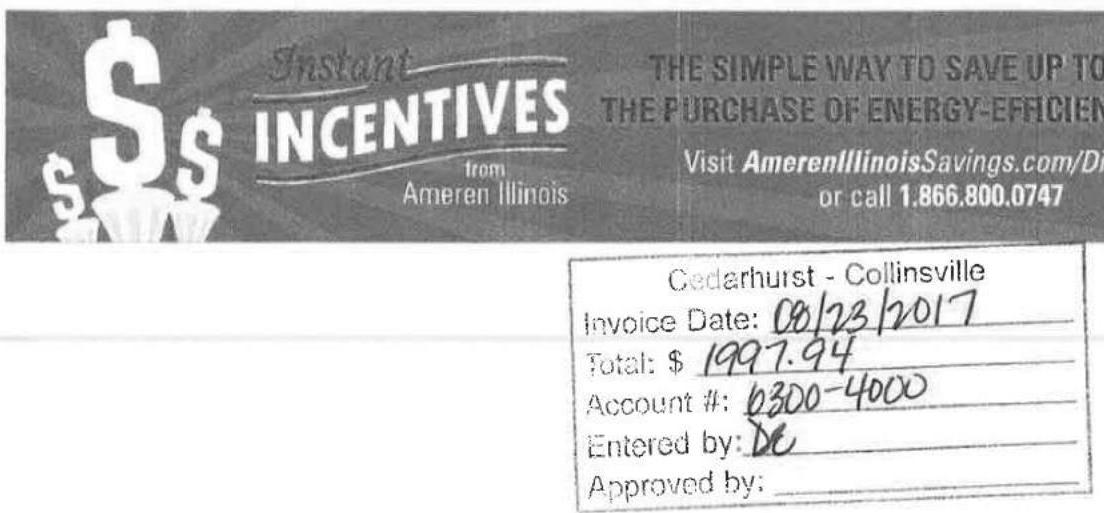 Instant
INCENTIVES
from
Ameren Illinois
THE SIMPLE WAY TO SAVE UP TO
THE PURCHASE OF ENERGY-EFFICIEN
Visit AmerenIllinoisSavings.com/Di
or call 1.866.800.0747
Cedarhurst - Collinsville
Invoice Date: 08/23/2017
Total: $ 1997.94
Account #: 6300-4000
Entered by: DC
Approved by: